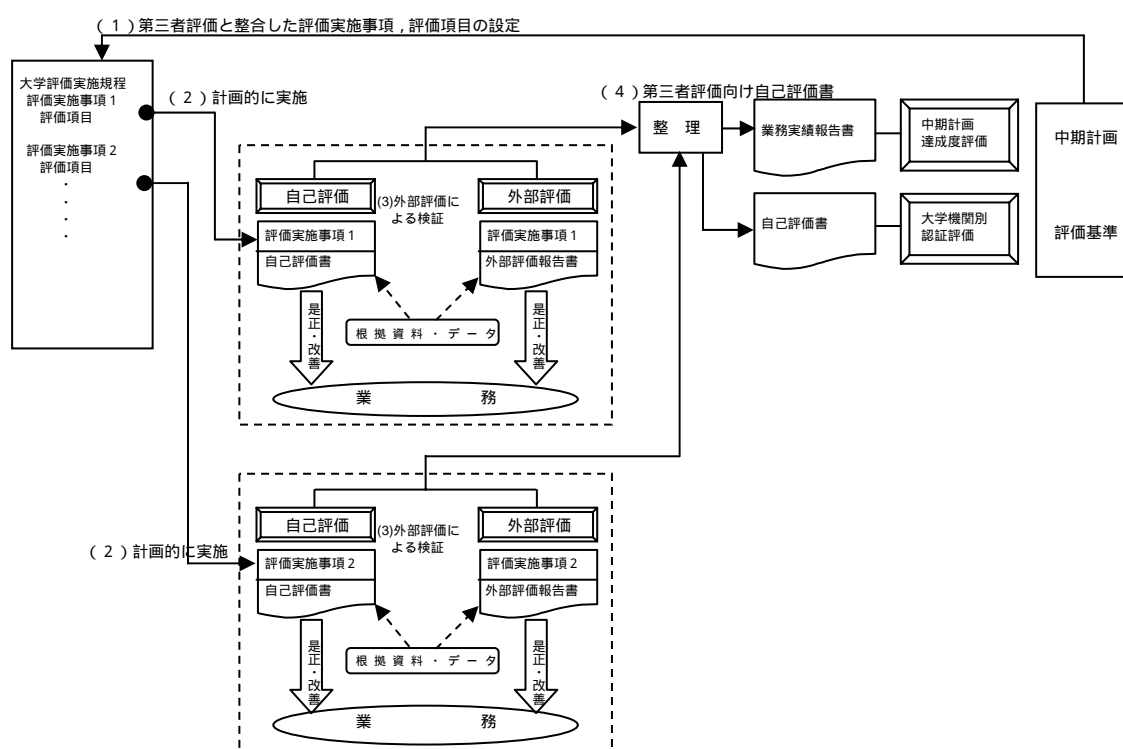 (1)第三者評価と整合した評価実施事項,評価項目の設定
大学評価実施規程
評価実施事項1
評価項目
評価実施事項2
評価項目
・
・
・
・
・
(2)計画的に実施
(4)第三者評価向け自己評価書
整 理
業務実績報告書
中期計画
達成度評価
自己評価書
大学機関別
認証評価
中期計画
評価基準
自己評価
(3)外部評価に
よる検証
外部評価
評価実施事項1
自己評価書
評価実施事項1
外部評価報告書
根 拠 資 料 ・ デ ー タ
是正・改善
是正・改善
業 務
(2)計画的に実施
自己評価
(3)外部評価に
よる検証
外部評価
評価実施事項2
自己評価書
評価実施事項2
外部評価報告書
根 拠 資 料 ・ デ ー タ
是正・改善
是正・改善
業 務